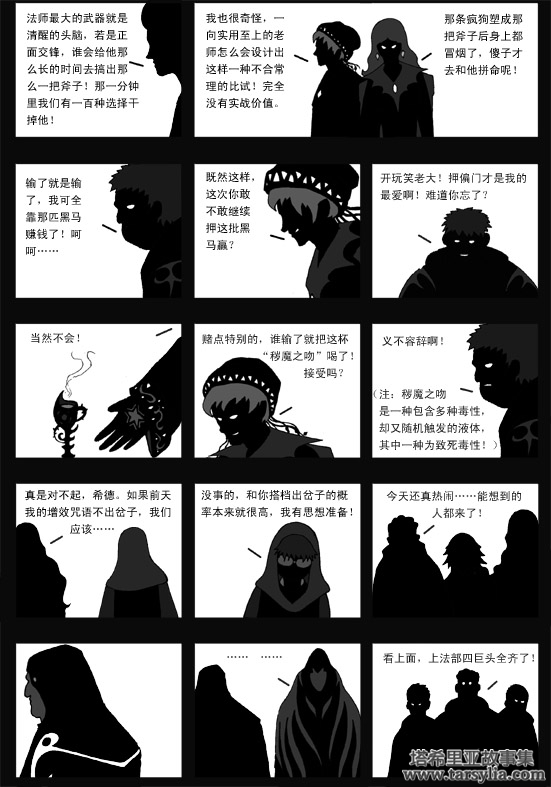 法师最大的武器就是
清醒的头脑，若是正
面交锋，谁会给他那
么长的时间去搞出那
么一把斧子！那一分钟
里我们有一百种选择干
掉他！
我也很奇怪，一
向实用至上的老
师怎么会设计出
这样一种不合常
理的比试！完全
没有实战价值。
那条疯狗塑成那
把斧子后身上都
冒烟了，傻子才
去和他拼命呢！
输了就是输
了，我可全
靠那匹黑马
赚钱了！呵
呵……
既然这样，
这次你敢
不敢继续
押这批黑
马赢？
开玩笑老大！押偏门才是我的
最爱啊！难道你忘了？
当然不会！
赌点特别的，谁输了就把这杯
“秽魔之吻”喝了！
接受吗？
义不容辞啊！
（注：秽魔之吻
是一种包含多种毒性，
却又随机触发的液体，
其中一种为致死毒性！）
真是对不起，希德。如果前天
我的增效咒语不出岔子，我们
应该……
没事的，和你搭档出岔子的概
率本来就很高，我有思想准备！
今天还真热闹……能想到的
人都来了！
…… ……
看上面，上法部四巨头全齐了！
塔希里亚故事集
www.tarsylia.com